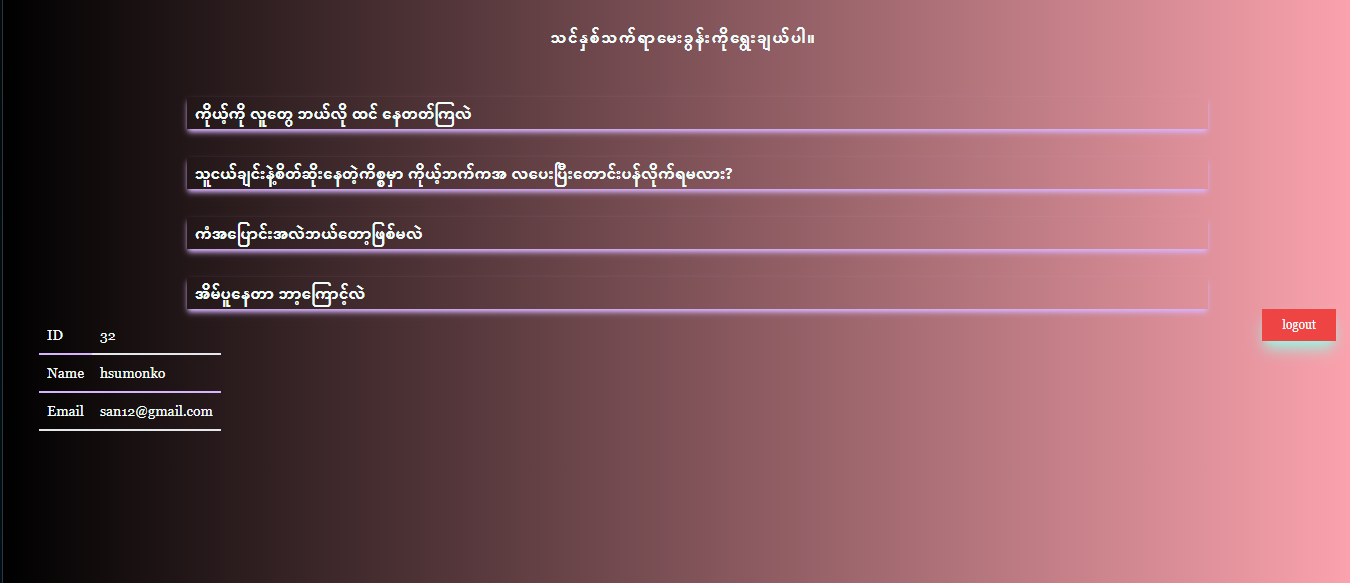 သင်နှစ်သက်ရာမေးခွန်းကိုရွေးချယ်ပါ။
ကိုယ့်ကို လူတွေ ဘယ်လို ထင် နေတတ်ကြလဲ
သူငယ်ချင်းနဲ့စိတ်ဆိုးနေတဲ့ကိစ္စမှာ ကိုယ့်ဘက်ကအ လပေးပြီးတောင်းပန်လိုက်ရမလား?
ကံအပြောင်းအလဲဘယ်တော့ဖြစ်မလဲ
အိမ်ပူနေတာ ဘာ့ကြောင့်လဲ
logout
ID 32
Name hsumonko
Email san12@gmail.com